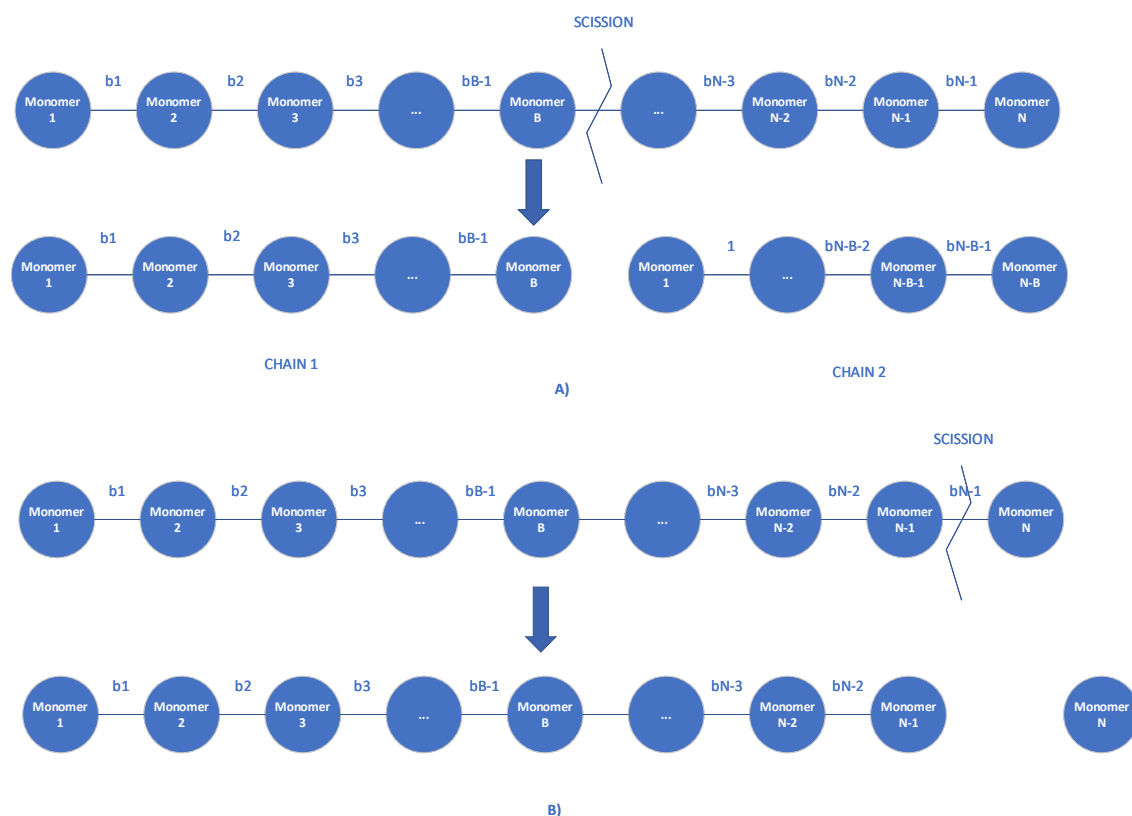 SCISSION
b1 b2 b3 bB-1 bN-3 bN-2 bN-1
Monomer 1 Monomer 2 Monomer 3 ... Monomer B ... Monomer N-2 Monomer N-1 Monomer N
b1 b2 b3 bB-1 1 bN-B-2 bN-B-1
Monomer 1 Monomer 2 Monomer 3 ... Monomer B Monomer 1 ... Monomer N-B-1 Monomer N-B
CHAIN 1 CHAIN 2
A)
SCISSION
b1 b2 b3 bB-1 bN-3 bN-2 bN-1
Monomer 1 Monomer 2 Monomer 3 ... Monomer B ... Monomer N-2 Monomer N-1 Monomer N
b1 b2 b3 bB-1 bN-3 bN-2
Monomer 1 Monomer 2 Monomer 3 ... Monomer B ... Monomer N-2 Monomer N-1 Monomer N
B)